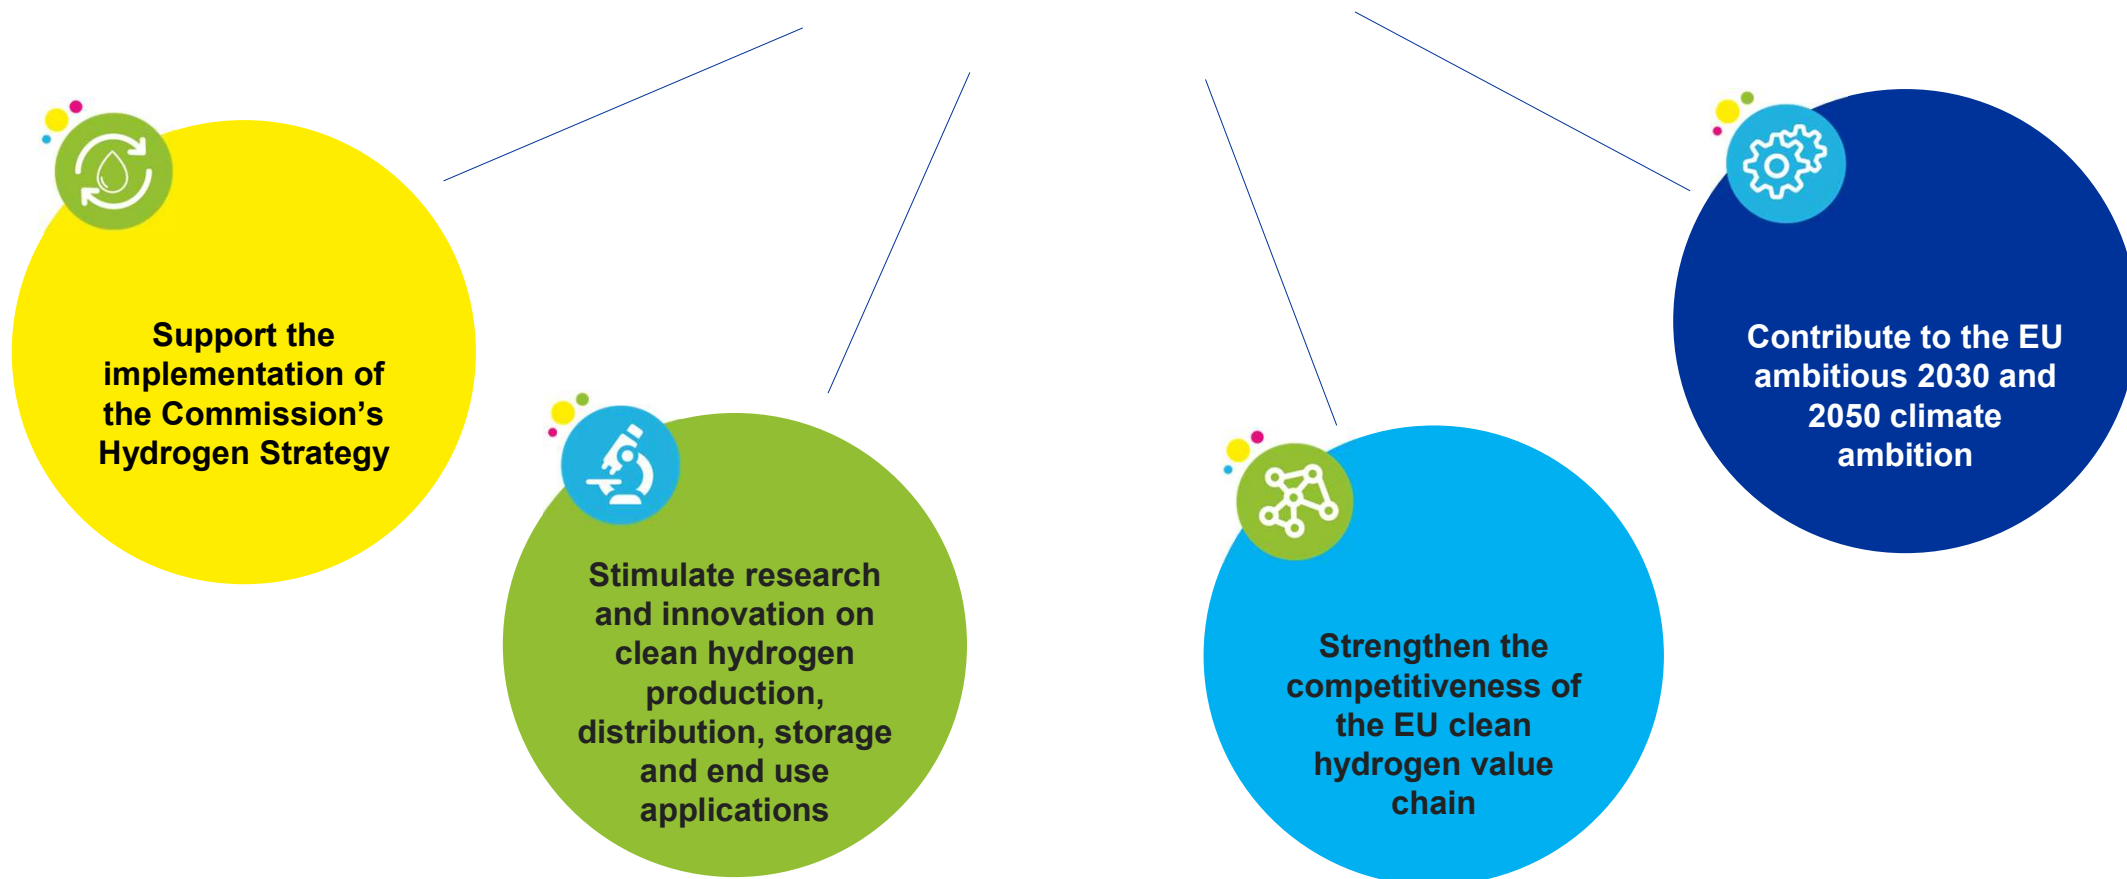 Support the
implementation of
the Commission’s
Hydrogen Strategy
Stimulate research
and innovation on
clean hydrogen
production,
distribution, storage
and end use
applications
Strengthen the
competitiveness of
the EU clean
hydrogen value
chain
Contribute to the EU
ambitious 2030 and
2050 climate
ambition